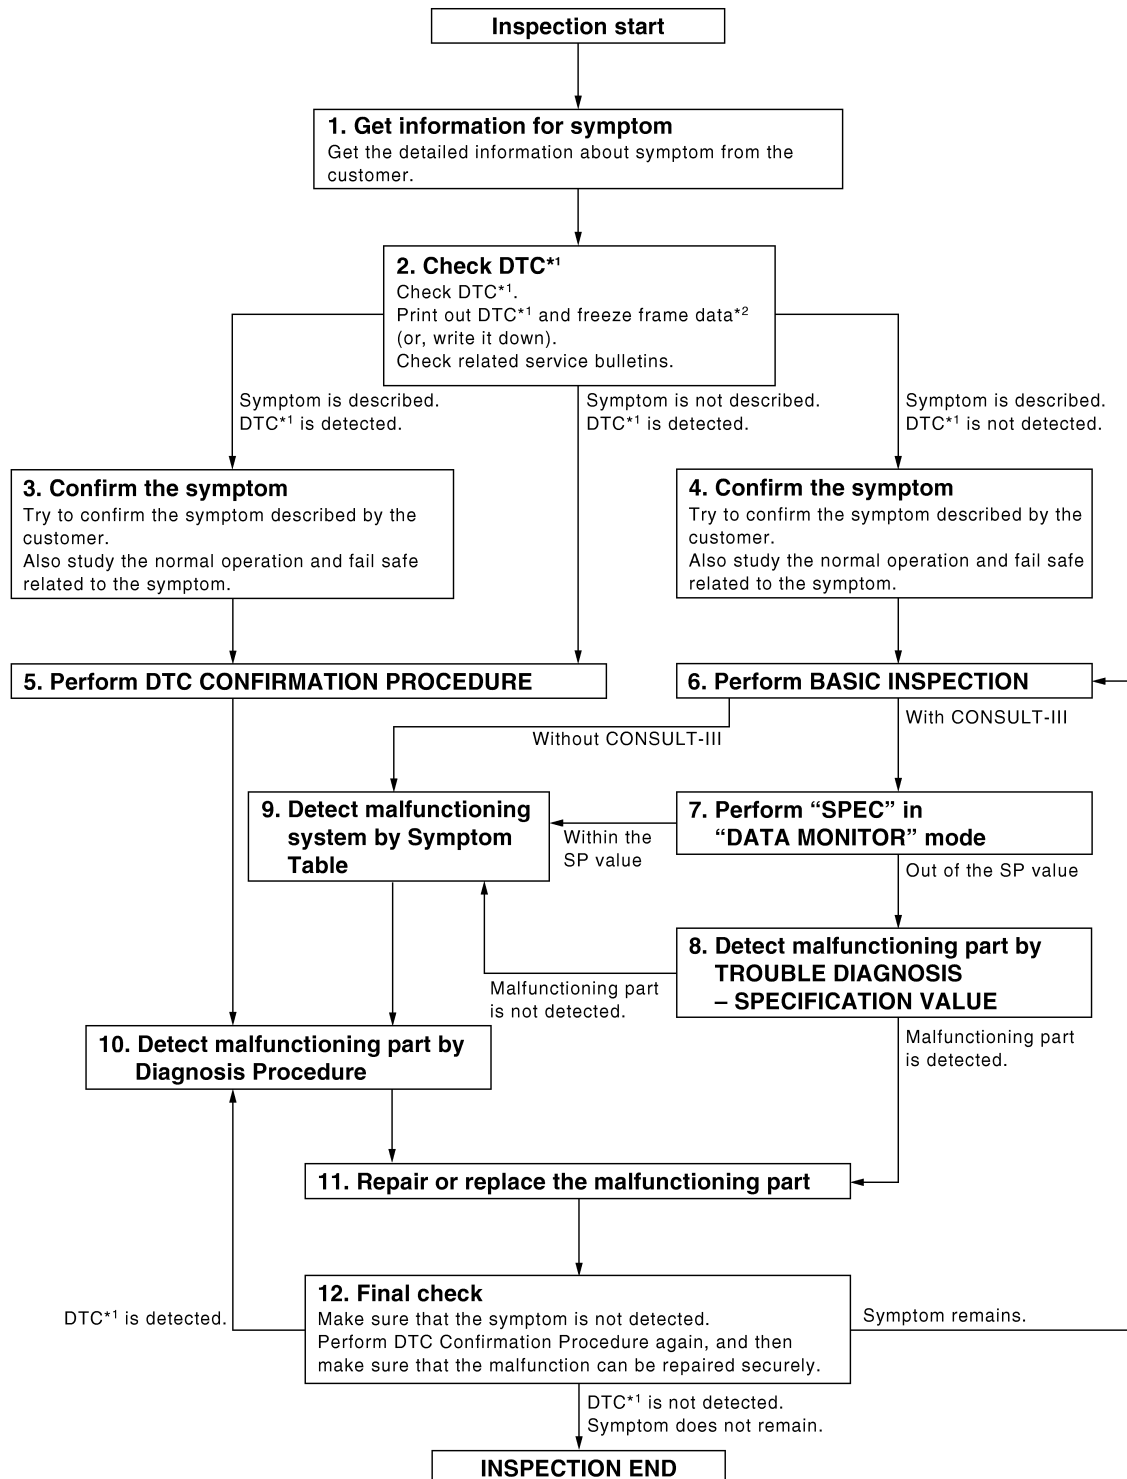 Inspection start
1. Get information for symptom
Get the detailed information about symptom from the
customer.
2. Check DTC*¹
Check DTC*¹.
Print out DTC*¹ and freeze frame data*²
(or, write it down).
Check related service bulletins.
Symptom is described.
DTC*¹ is detected.
Symptom is not described.
DTC*¹ is detected.
Symptom is described.
DTC*¹ is not detected.
3. Confirm the symptom
Try to confirm the symptom described by the
customer.
Also study the normal operation and fail safe
related to the symptom.
4. Confirm the symptom
Try to confirm the symptom described by the
customer.
Also study the normal operation and fail safe
related to the symptom.
5. Perform DTC CONFIRMATION PROCEDURE
6. Perform BASIC INSPECTION
Without CONSULT-III
With CONSULT-III
9. Detect malfunctioning
system by Symptom
Table
Within the
SP value
7. Perform “SPEC” in
“DATA MONITOR” mode
Out of the SP value
8. Detect malfunctioning part by
TROUBLE DIAGNOSIS
– SPECIFICATION VALUE
Malfunctioning part
is not detected.
Malfunctioning part
is detected.
10. Detect malfunctioning part by
Diagnosis Procedure
11. Repair or replace the malfunctioning part
12. Final check
Make sure that the symptom is not detected.
Perform DTC Confirmation Procedure again, and then
make sure that the malfunction can be repaired securely.
DTC*¹ is detected.
Symptom remains.
DTC*¹ is not detected.
Symptom does not remain.
INSPECTION END